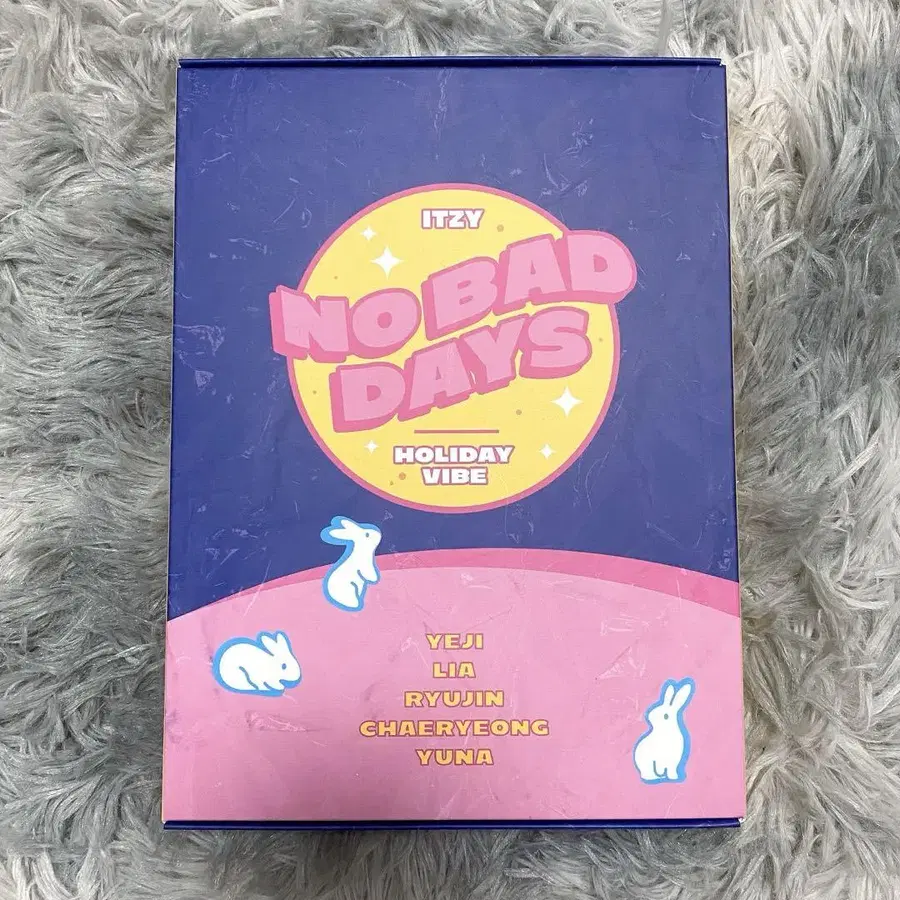 ITZY
NO BAD
DAYS
HOLIDAY
VIBE
YEJI
LIA
RYUJIN
CHAERYEONG
YUNA